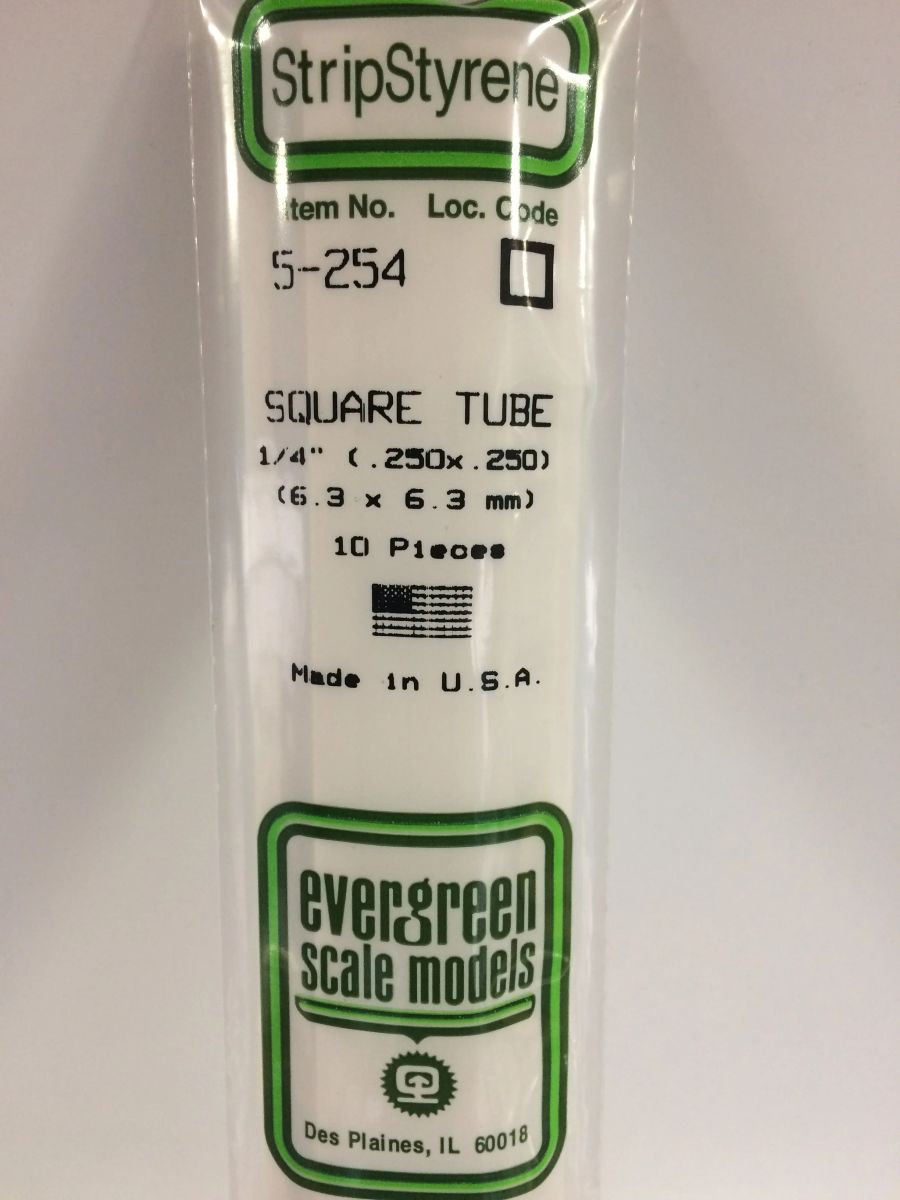 StripStyrene
Item No. Loc. Code
S-254
SQUARE TUBE
1/4" (.250x.250)
(6.3 x 6.3 mm)
10 Pieces
Made in U.S.A.
evergreen
scale models
Des Plaines, IL 60018